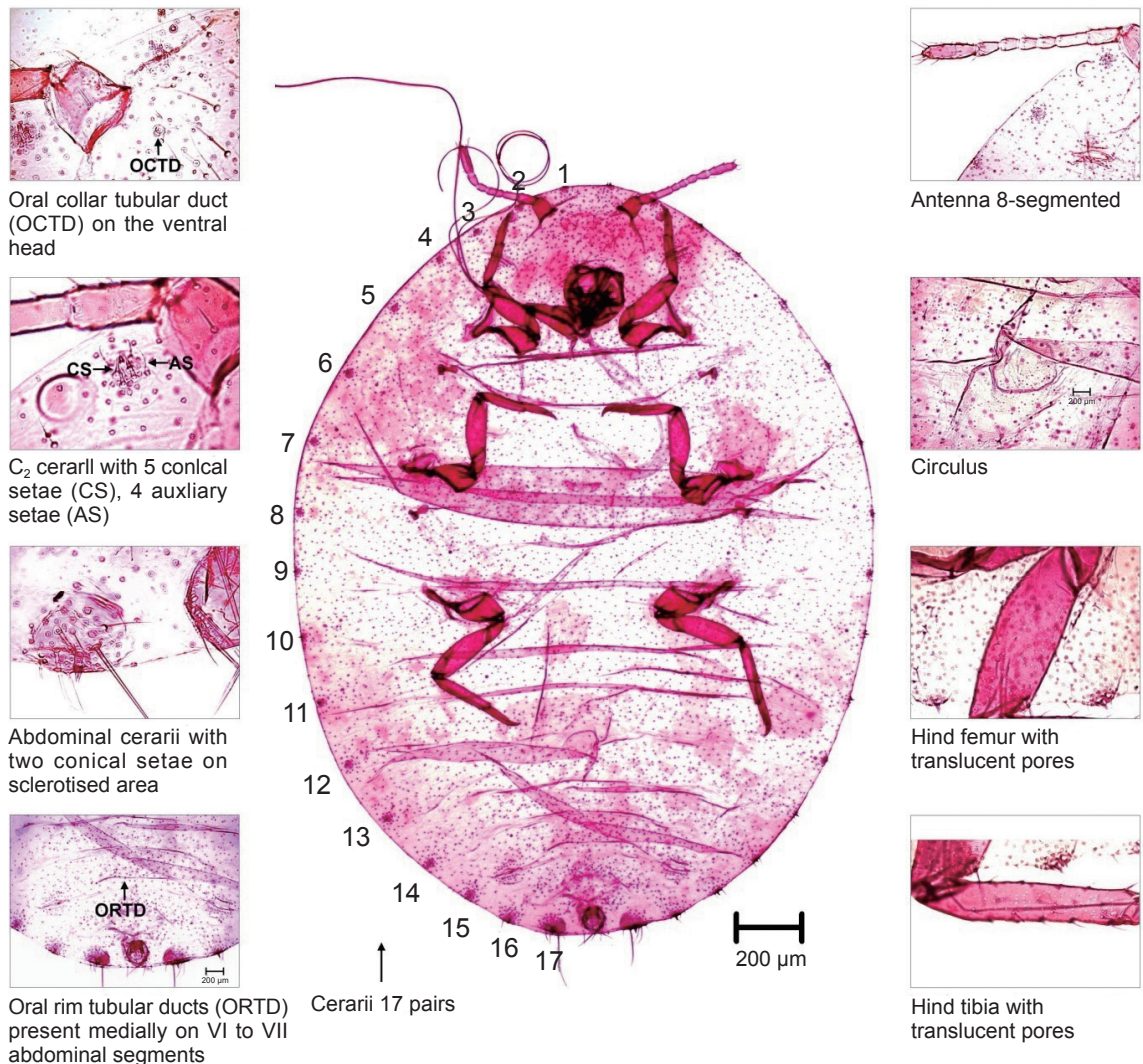 OCTD
Oral collar tubular duct
(OCTD) on the ventral
head
CS
AS
C₂ cerarII with 5 conIcal
setae (CS), 4 auxliary
setae (AS)
Abdominal cerarii with
two conical setae on
sclerotised area
ORTD
200 µm
Oral rim tubular ducts (ORTD)
present medially on VI to VII
abdominal segments
1
2
3
4
5
6
7
8
9
10
11
12
13
14
15
16
17
Cerarii 17 pairs
200 µm
Antenna 8-segmented
200 µm
Circulus
Hind femur with
translucent pores
Hind tibia with
translucent pores